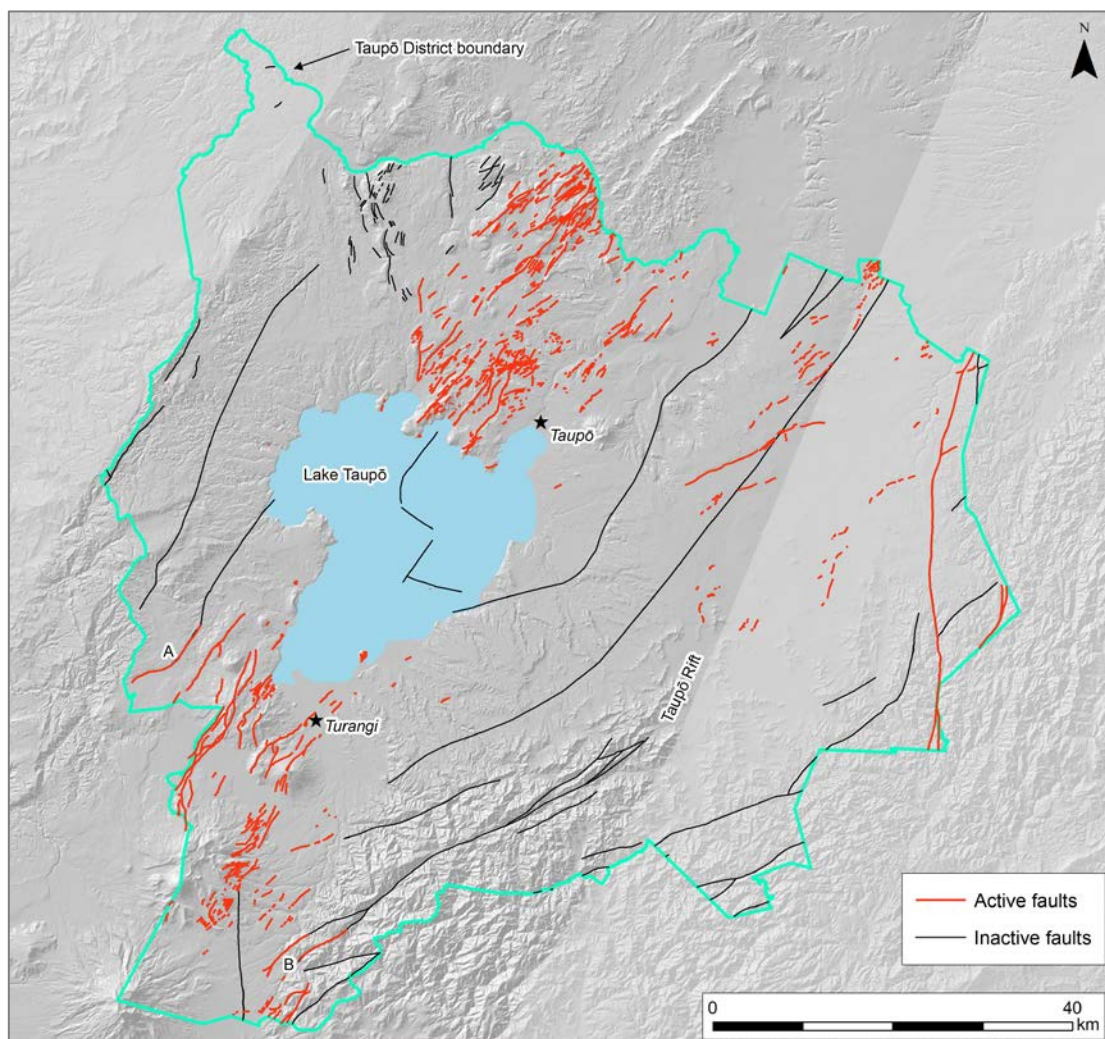 Taupō District boundary
N
Taupō
Lake Taupō
A
Taupō Rift
Turangi
B
Active faults
Inactive faults
0 40
km